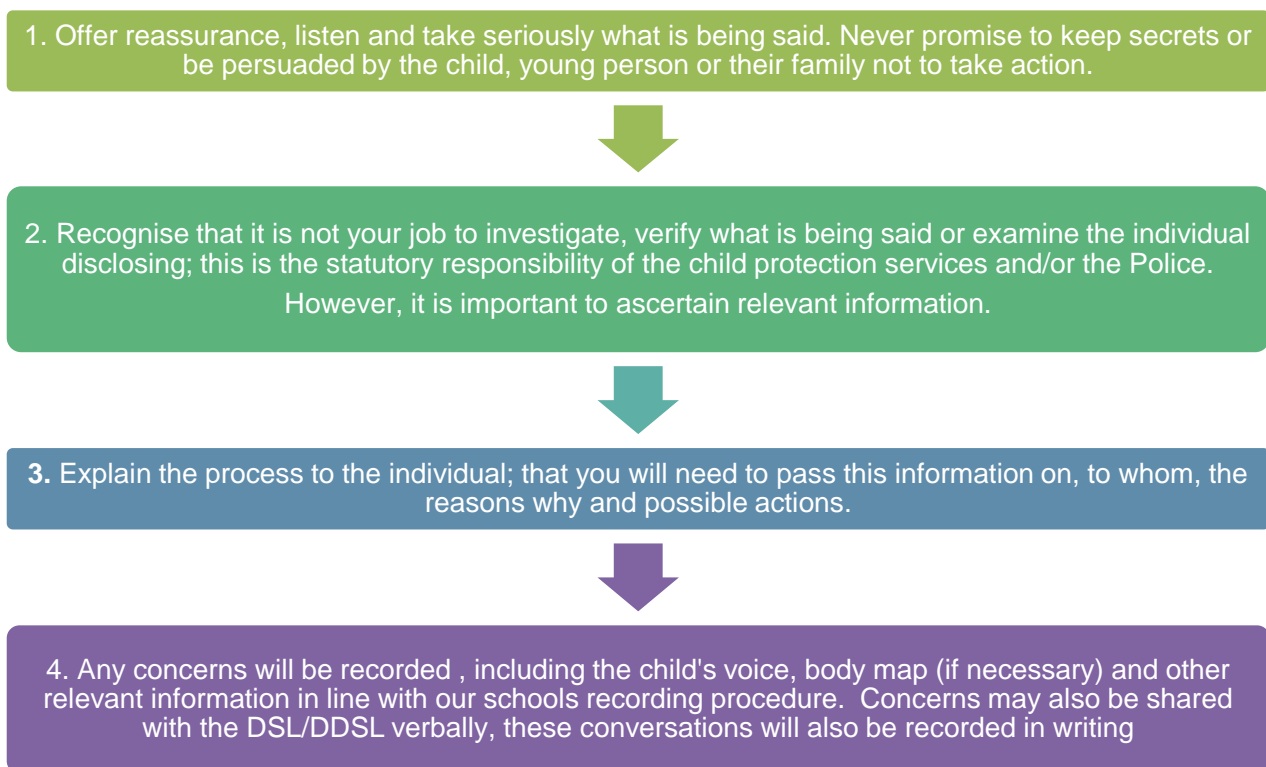 1. Offer reassurance, listen and take seriously what is being said. Never promise to keep secrets or
be persuaded by the child, young person or their family not to take action.
2. Recognise that it is not your job to investigate, verify what is being said or examine the individual
disclosing; this is the statutory responsibility of the child protection services and/or the Police.
However, it is important to ascertain relevant information.
3. Explain the process to the individual; that you will need to pass this information on, to whom, the
reasons why and possible actions.
4. Any concerns will be recorded , including the child's voice, body map (if necessary) and other
relevant information in line with our schools recording procedure.  Concerns may also be shared
with the DSL/DDSL verbally, these conversations will also be recorded in writing